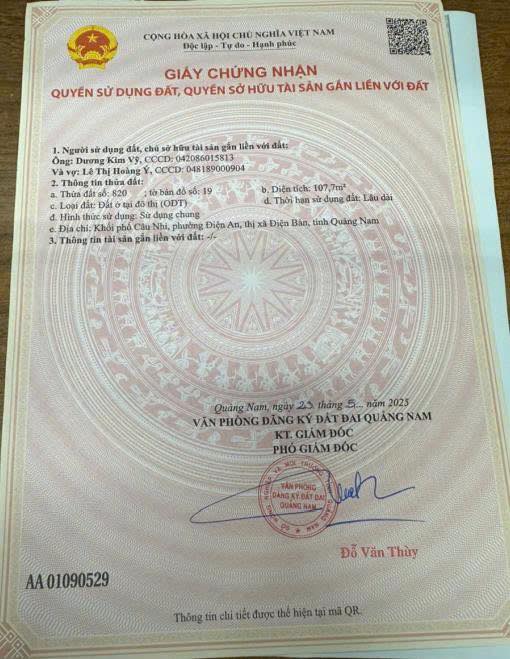 CỘNG HÒA XÃ HỘI CHỦ NGHĨA VIỆT NAM
Độc lập - Tự do - Hạnh phúc
GIẤY CHỨNG NHẬN
QUYỀN SỬ DỤNG ĐẤT, QUYỀN SỞ HỮU TÀI SẢN GẮN LIỀN VỚI ĐẤT
1. Người sử dụng đất, chủ sở hữu tài sản gắn liền với đất:
Ông: Dương Kim Vỹ, CCCD: 042086015813
Và vợ: Lê Thị Hoàng Ý, CCCD: 048189000904
2. Thông tin thửa đất:
a. Thửa đất số: 820 ; tờ bản đồ số: 19 b. Diện tích: 107,7m²
c. Loại đất: Đất ở tại đô thị (ODT) d. Thời hạn sử dụng đất: Lâu dài
đ. Hình thức sử dụng: Sử dụng chung
e. Địa chỉ: Khối phố Câu Nhi, phường Điện An, thị xã Điện Bàn, tỉnh Quảng Nam
3. Thông tin tài sản gắn liền với đất: -/-
Quảng Nam, ngày 23 tháng 5... năm 2025
VĂN PHÒNG ĐĂNG KÝ ĐẤT ĐAI QUẢNG NAM
KT. GIÁM ĐỐC
PHÓ GIÁM ĐỐC
VĂN PHÒNG
ĐĂNG KÝ ĐẤT ĐAI
QUẢNG NAM
Đỗ Văn Thùy
AA 01090529
Thông tin chi tiết được thể hiện tại mã QR.